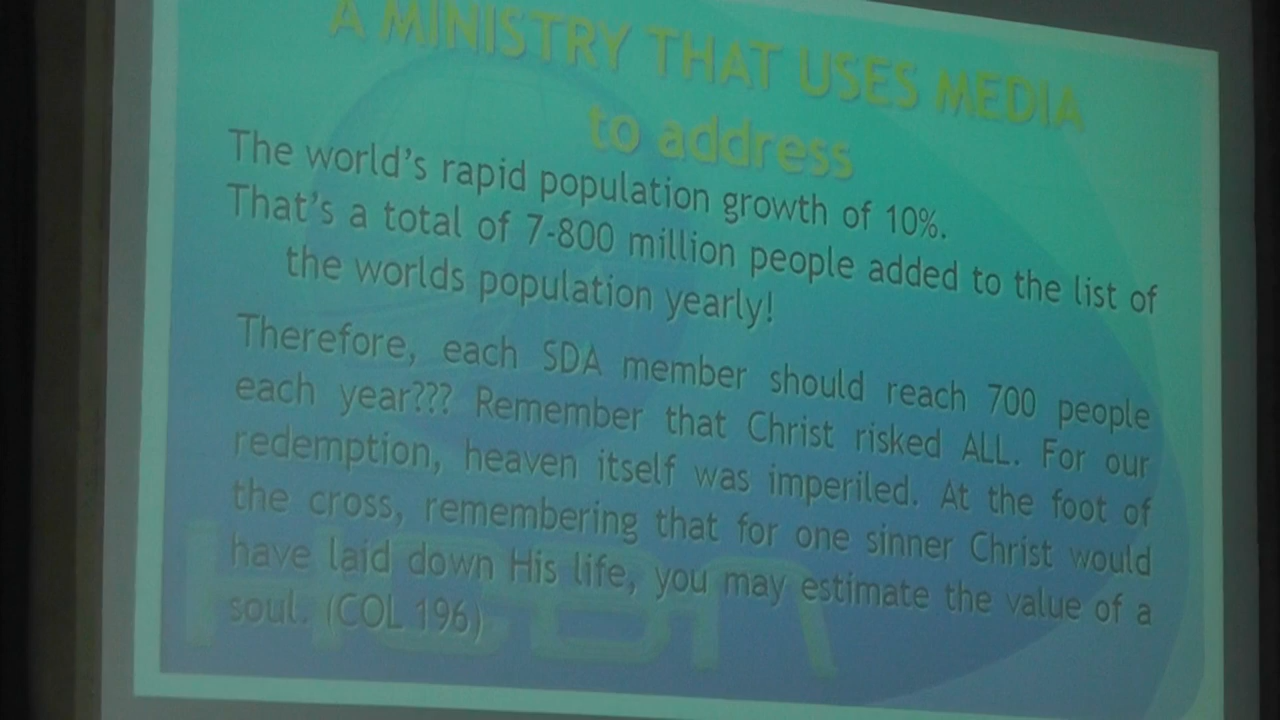 A MINISTRY THAT USES MEDIA
to address
The world's rapid population growth of 10%.
That's a total of 7-800 million people added to the list of
the worlds population yearly!
Therefore, each SDA member should reach 700 people
each year??? Remember that Christ risked ALL. For our
redemption, heaven itself was imperiled. At the foot of
the cross, remembering that for one sinner Christ would
have laid down His life, you may estimate the value of a
soul. (COL 196)